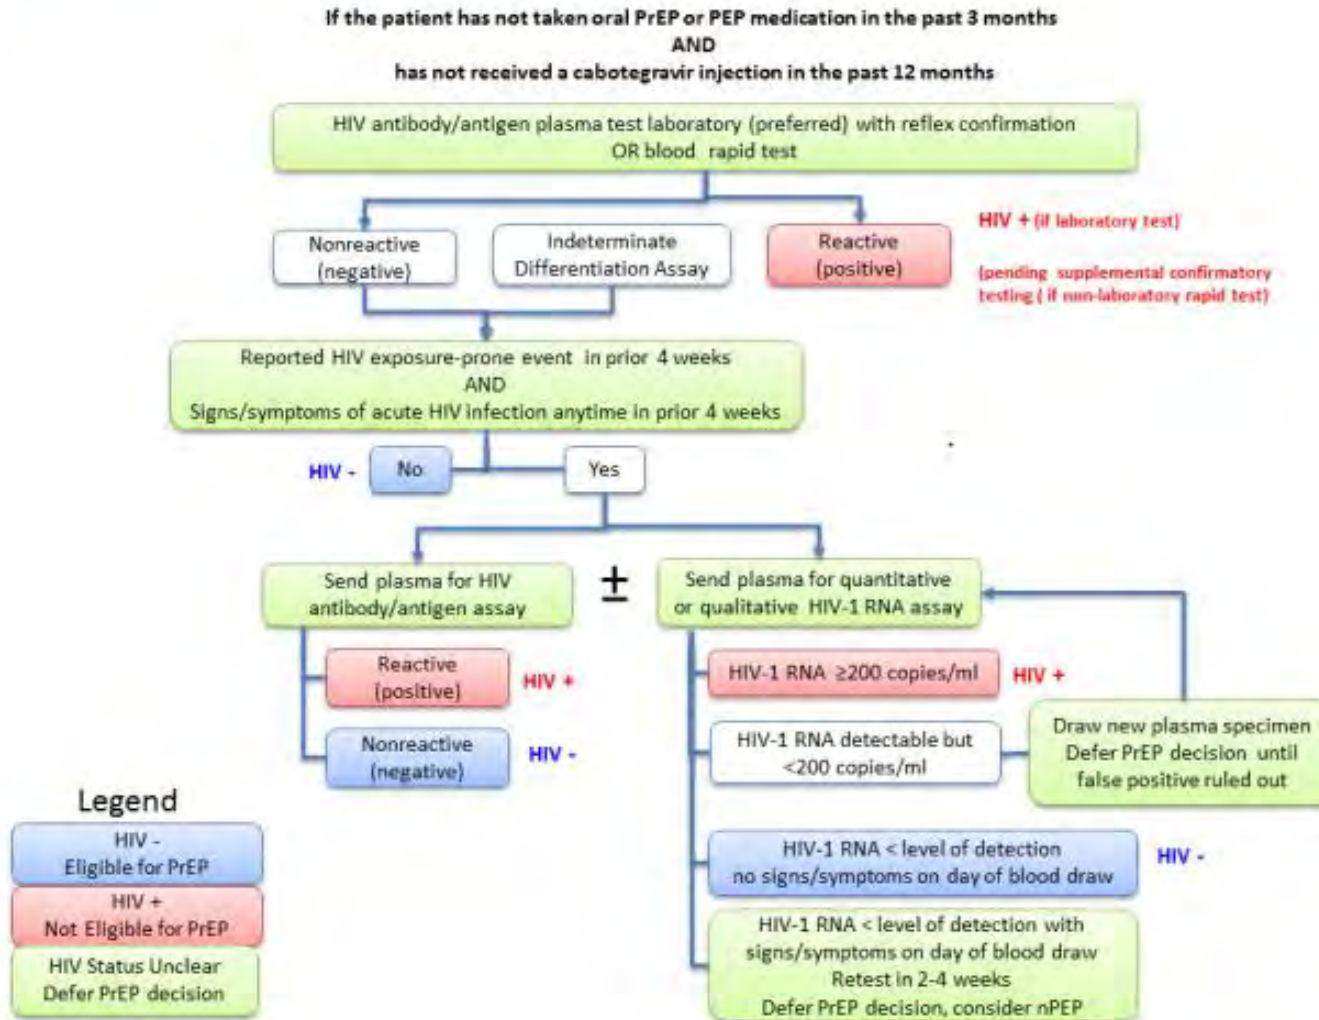 If the patient has not taken oral PrEP or PEP medication in the past 3 months
AND
has not received a cabotegravir injection in the past 12 months
HIV antibody/antigen plasma test laboratory (preferred) with reflex confirmation
OR blood rapid test
Nonreactive
(negative)
Indeterminate
Differentiation Assay
Reactive
(positive)
HIV + (if laboratory test)
(pending supplemental confirmatory
testing ( if non-laboratory rapid test)
Reported HIV exposure-prone event in prior 4 weeks
AND
Signs/symptoms of acute HIV infection anytime in prior 4 weeks
HIV -
No
Yes
Send plasma for HIV
antibody/antigen assay
±
Send plasma for quantitative
or qualitative HIV-1 RNA assay
Reactive
(positive)
HIV +
Nonreactive
(negative)
HIV -
HIV-1 RNA ≥200 copies/ml
HIV +
HIV-1 RNA detectable but
<200 copies/ml
Draw new plasma specimen
Defer PrEP decision until
false positive ruled out
HIV-1 RNA < level of detection
no signs/symptoms on day of blood draw
HIV -
HIV-1 RNA < level of detection with
signs/symptoms on day of blood draw
Retest in 2-4 weeks
Defer PrEP decision, consider nPEP
Legend
HIV -
Eligible for PrEP
HIV +
Not Eligible for PrEP
HIV Status Unclear
Defer PrEP decision